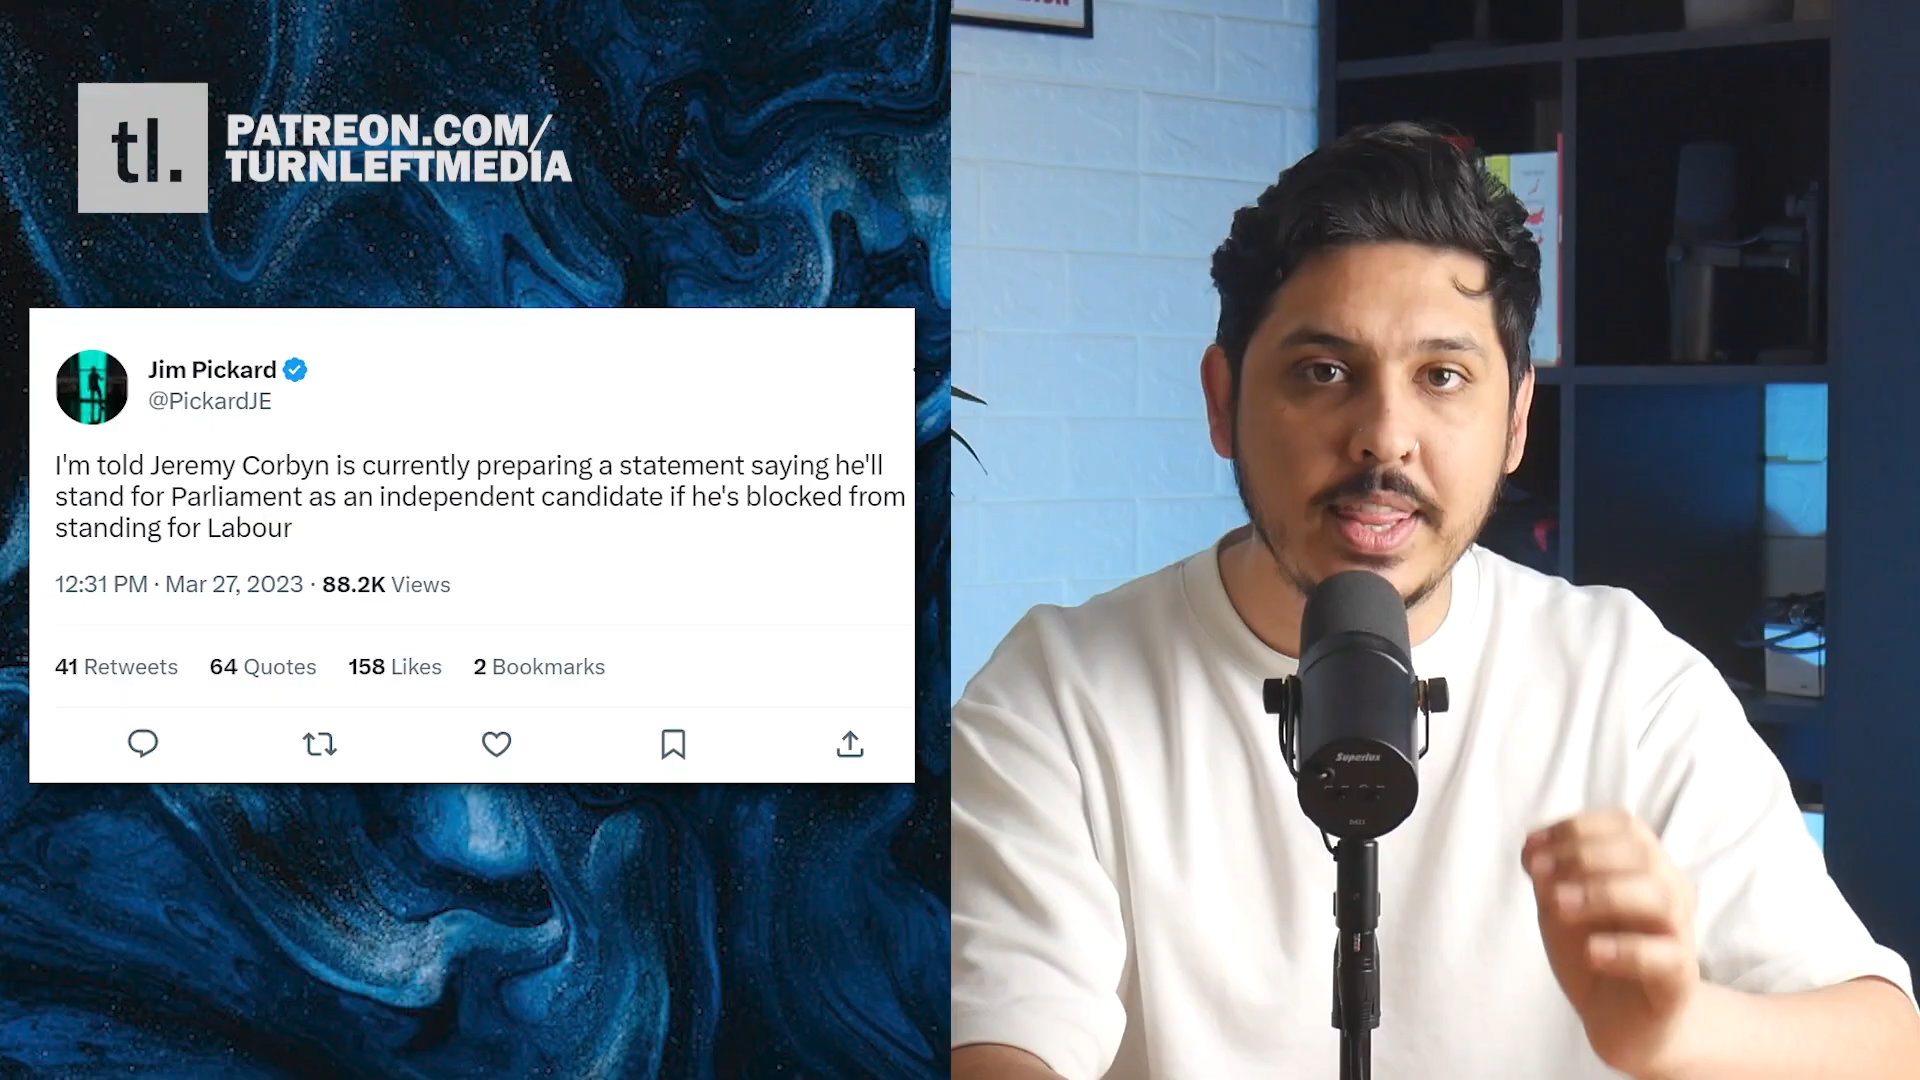 tl.
PATREON.COM/
TURNLEFTMEDIA
Jim Pickard
@PickardJE
I'm told Jeremy Corbyn is currently preparing a statement saying he'll
stand for Parliament as an independent candidate if he's blocked from
standing for Labour
12:31 PM · Mar 27, 2023 · 88.2K Views
41 Retweets 64 Quotes 158 Likes 2 Bookmarks
Superlux